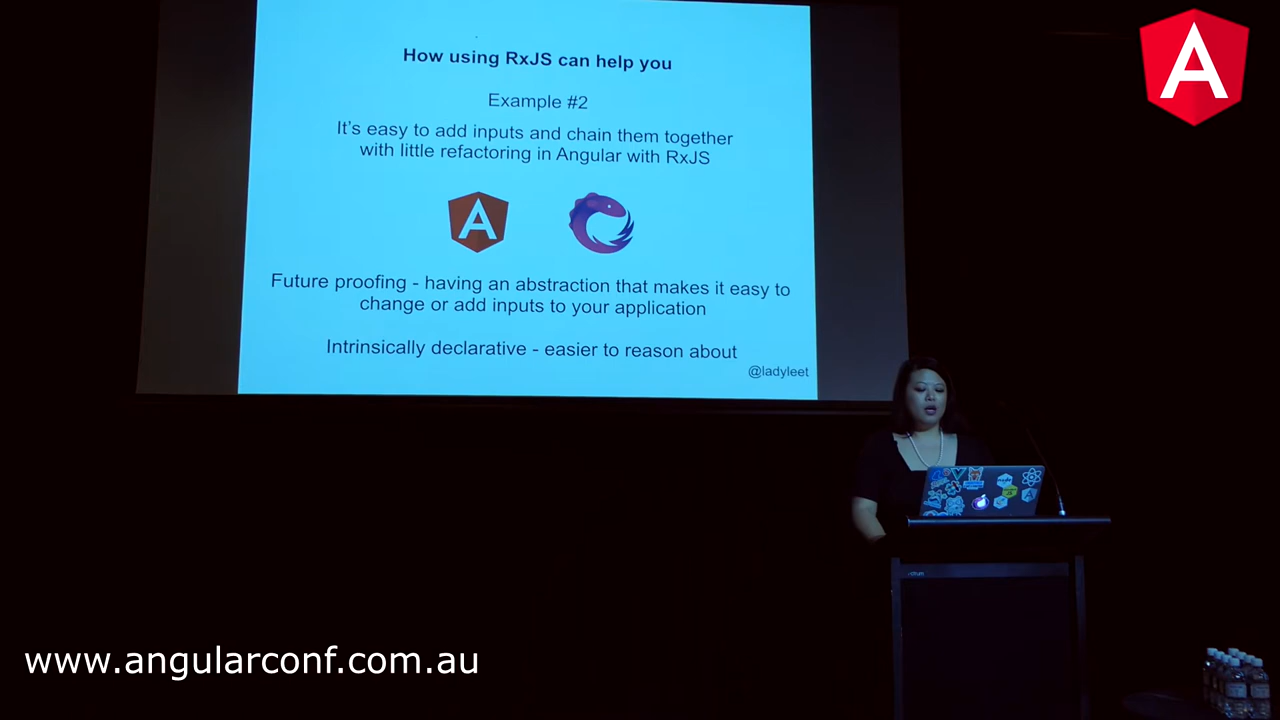 How using RxJS can help you
Example #2
It's easy to add inputs and chain them together
with little refactoring in Angular with RxJS
Future proofing - having an abstraction that makes it easy to
change or add inputs to your application
Intrinsically declarative - easier to reason about
@ladyleet
www.angularconf.com.au